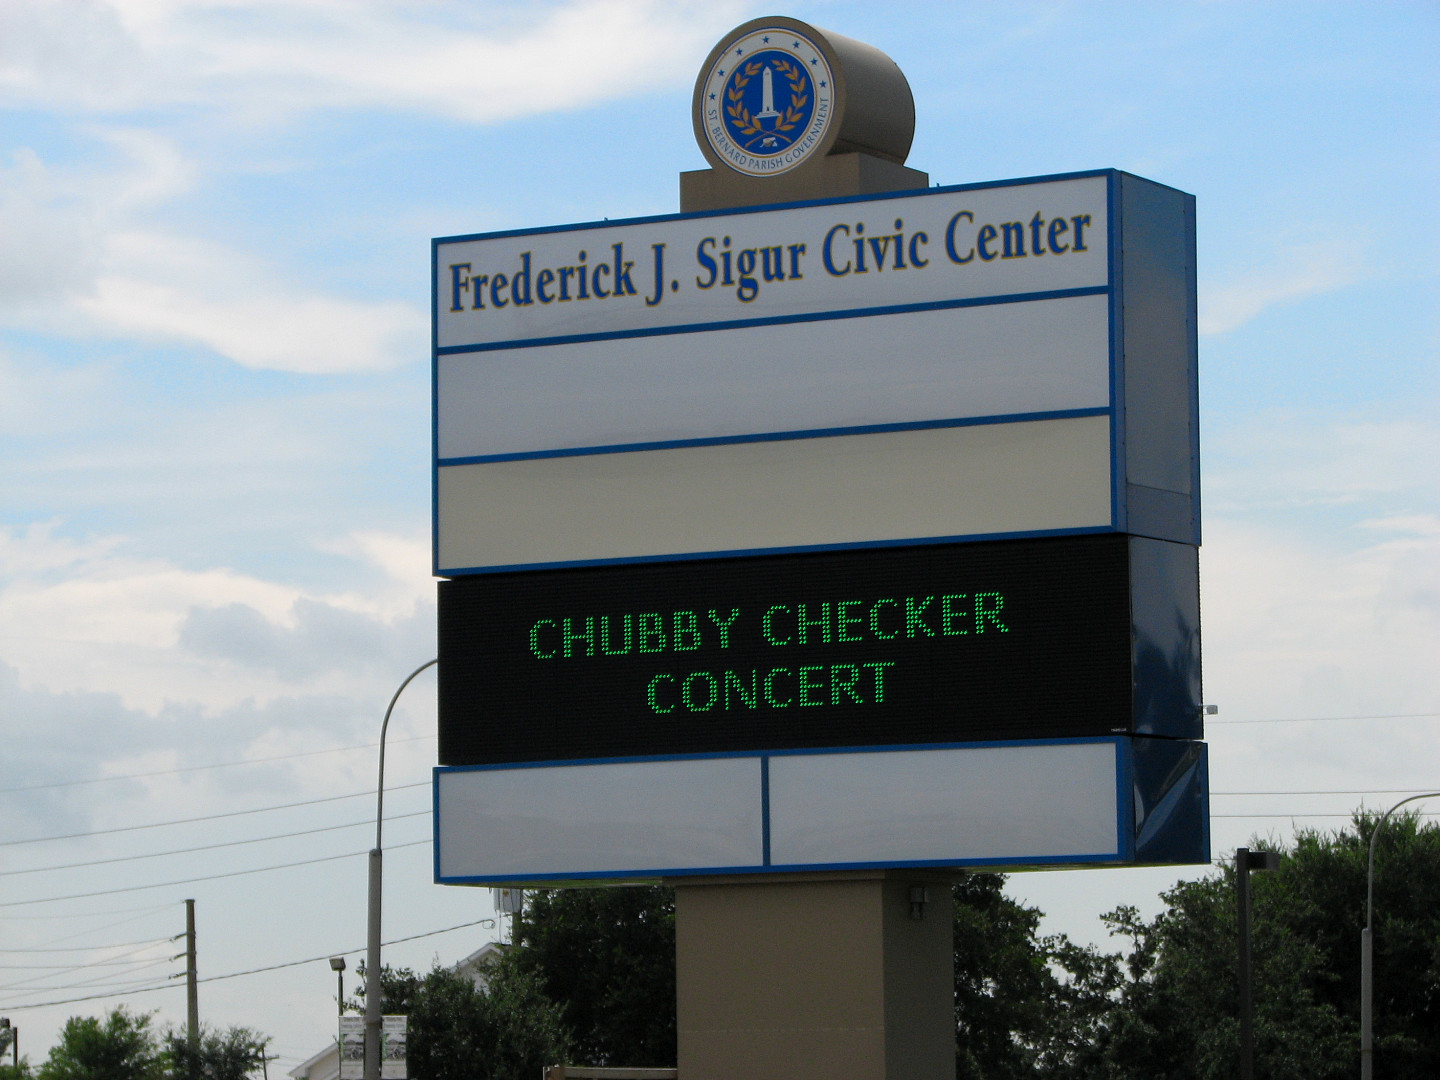 ST. BERNARD PARISH GOVERNMENT
Frederick J. Sigur Civic Center
CHUBBY CHECKER
CONCERT